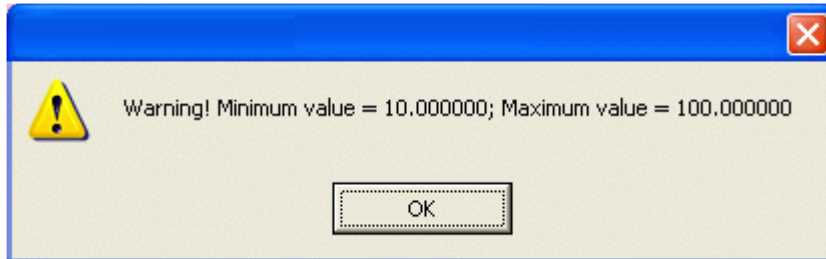 Warning! Minimum value = 10.000000; Maximum value = 100.000000
OK